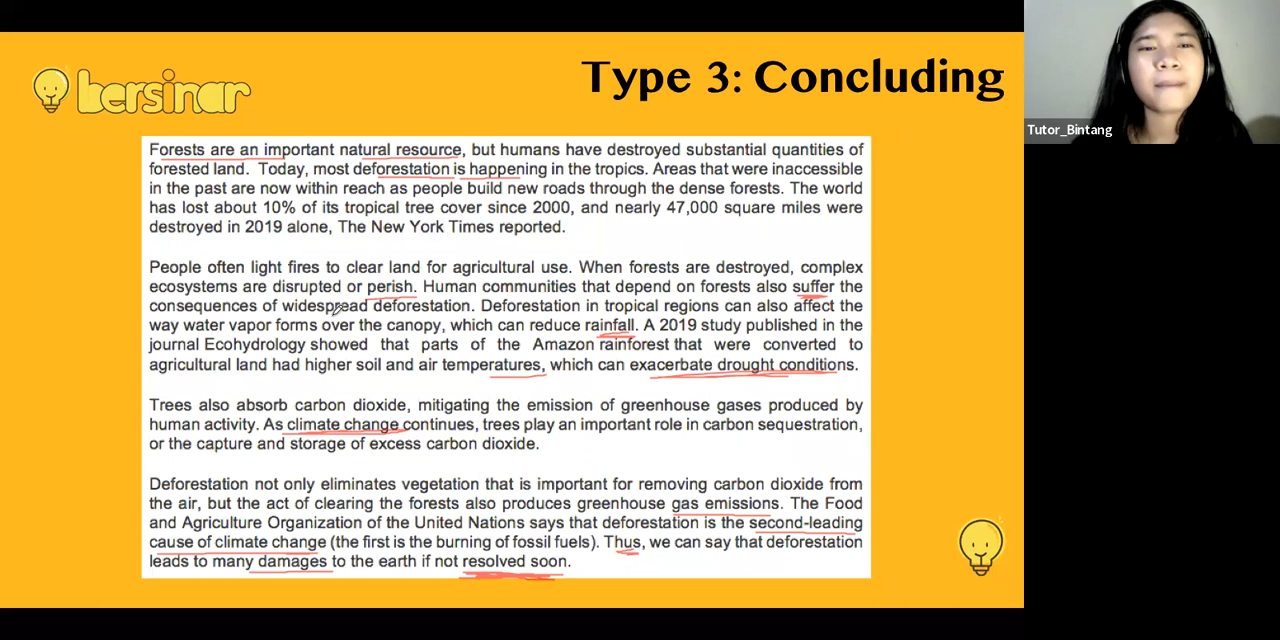 bersinar
Type 3: Concluding
Tutor_Bintang
Forests are an important natural resource, but humans have destroyed substantial quantities of
forested land. Today, most deforestation is happening in the tropics. Areas that were inaccessible
in the past are now within reach as people build new roads through the dense forests. The world
has lost about 10% of its tropical tree cover since 2000, and nearly 47,000 square miles were
destroyed in 2019 alone, The New York Times reported.
People often light fires to clear land for agricultural use. When forests are destroyed, complex
ecosystems are disrupted or perish. Human communities that depend on forests also suffer the
consequences of widespread deforestation. Deforestation in tropical regions can also affect the
way water vapor forms over the canopy, which can reduce rainfall. A 2019 study published in the
journal Ecohydrology showed that parts of the Amazon rainforest that were converted to
agricultural land had higher soil and air temperatures, which can exacerbate drought conditions.
Trees also absorb carbon dioxide, mitigating the emission of greenhouse gases produced by
human activity. As climate change continues, trees play an important role in carbon sequestration,
or the capture and storage of excess carbon dioxide.
Deforestation not only eliminates vegetation that is important for removing carbon dioxide from
the air, but the act of clearing the forests also produces greenhouse gas emissions. The Food
and Agriculture Organization of the United Nations says that deforestation is the second-leading
cause of climate change (the first is the burning of fossil fuels). Thus, we can say that deforestation
leads to many damages to the earth if not resolved soon.